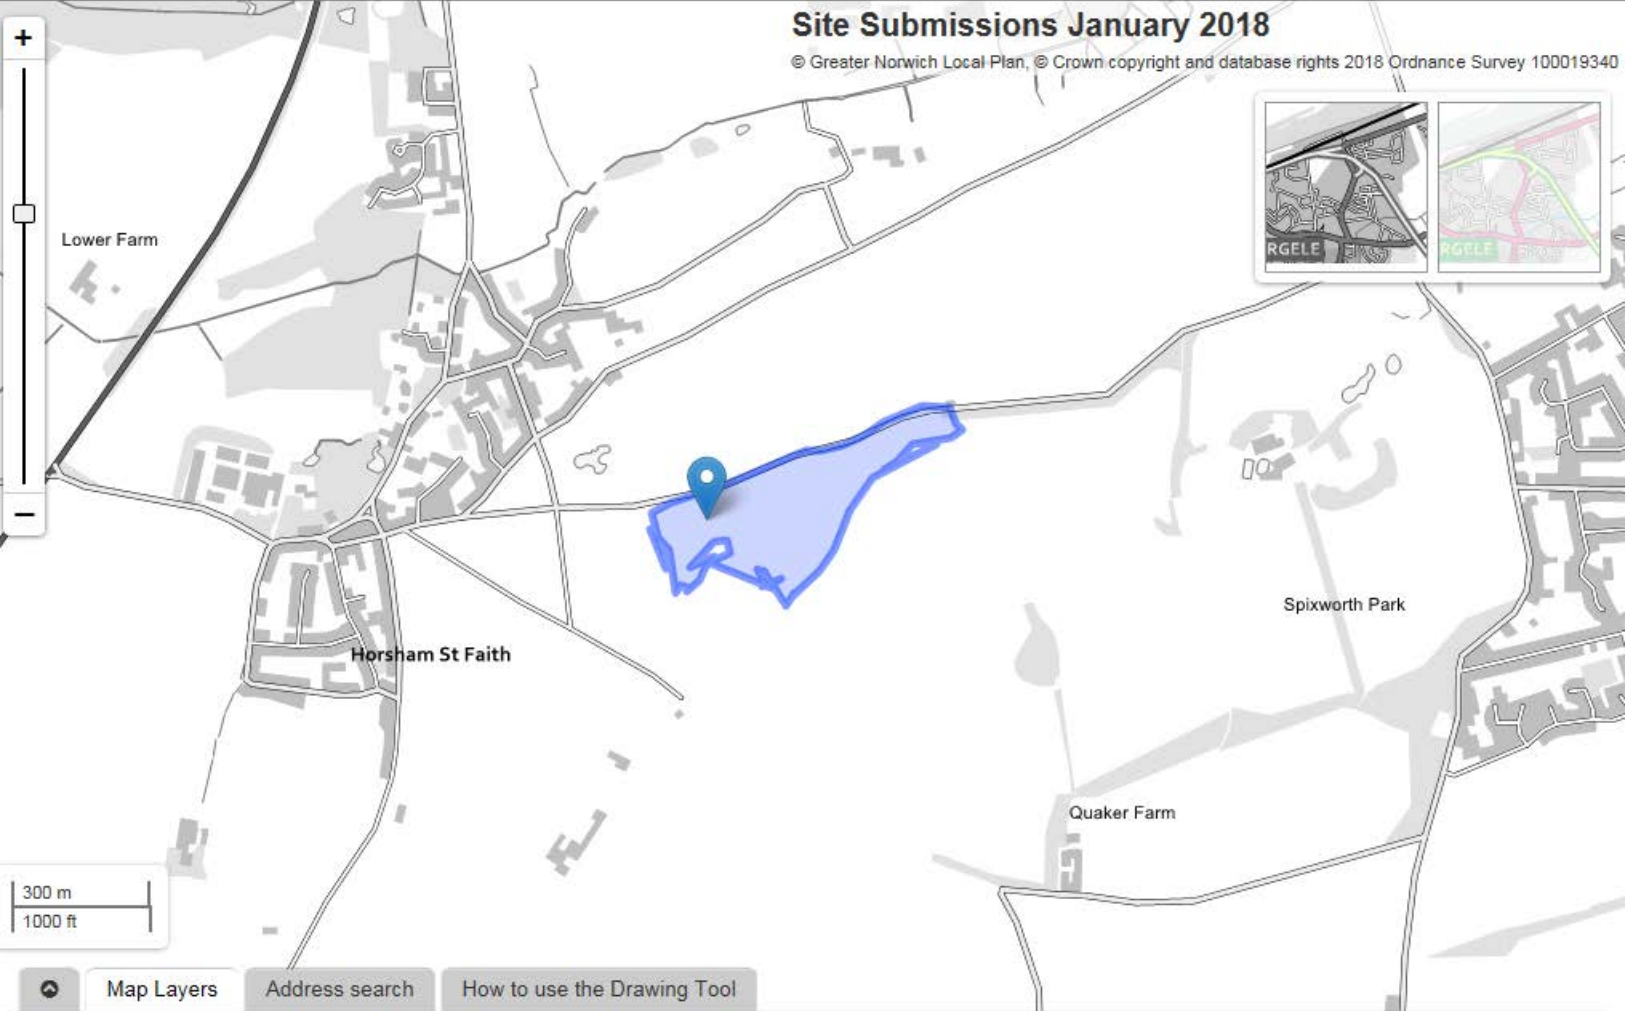 Site Submissions January 2018
© Greater Norwich Local Plan, © Crown copyright and database rights 2018 Ordnance Survey 100019340
+
RGELE
RGELE
Lower Farm
−
Spixworth Park
Horsham St Faith
Quaker Farm
300 m
1000 ft
Map Layers
Address search
How to use the Drawing Tool